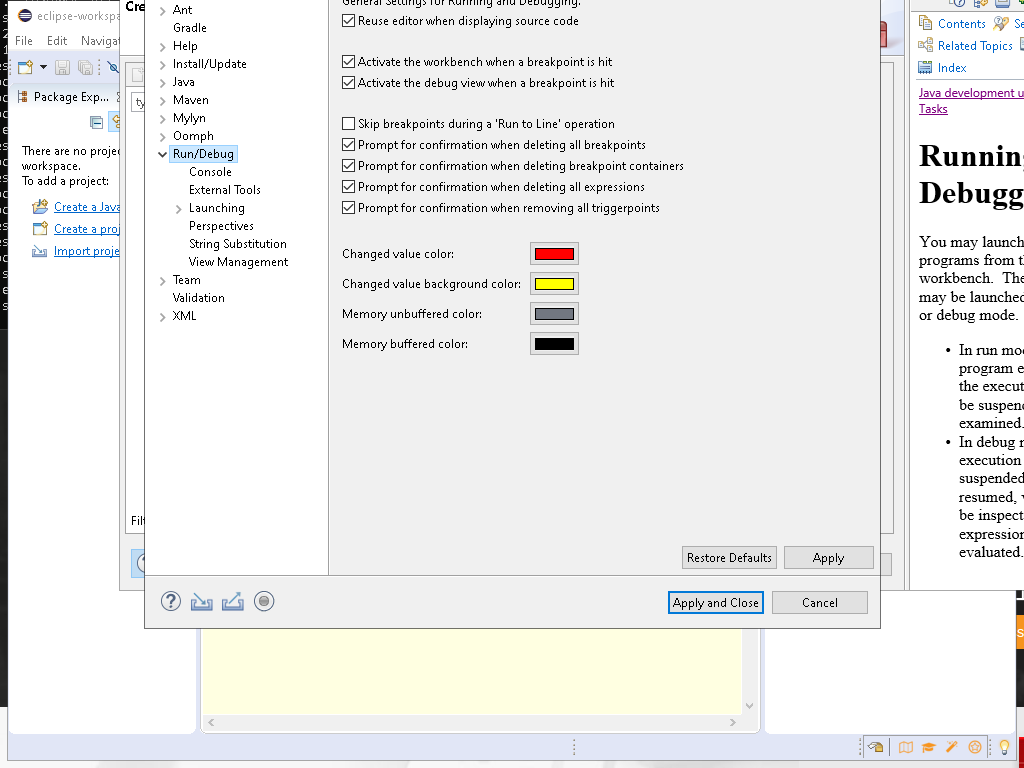 eclipse-workspa
File Edit Navigat
Package Exp...
There are no proje
workspace.
To add a project:
Create a Java
Create a proj
Import proje
Cre
ty
Filt
Ant
Gradle
Help
Install/Update
Java
Maven
Mylyn
Oomph
Run/Debug
Console
External Tools
Launching
Perspectives
String Substitution
View Management
Team
Validation
XML
General Settings for Running and Debugging.
Reuse editor when displaying source code
Activate the workbench when a breakpoint is hit
Activate the debug view when a breakpoint is hit
Skip breakpoints during a 'Run to Line' operation
Prompt for confirmation when deleting all breakpoints
Prompt for confirmation when deleting breakpoint containers
Prompt for confirmation when deleting all expressions
Prompt for confirmation when removing all triggerpoints
Changed value color:
Changed value background color:
Memory unbuffered color:
Memory buffered color:
Restore Defaults Apply
Apply and Close Cancel
Contents Se
Related Topics
Index
Java development u
Tasks
Running
Debugg
You may launch
programs from th
workbench. The
may be launched
or debug mode.
• In run mod
program e
the execut
be suspend
examined.
• In debug m
execution
suspended
resumed, v
be inspect
expression
evaluated.